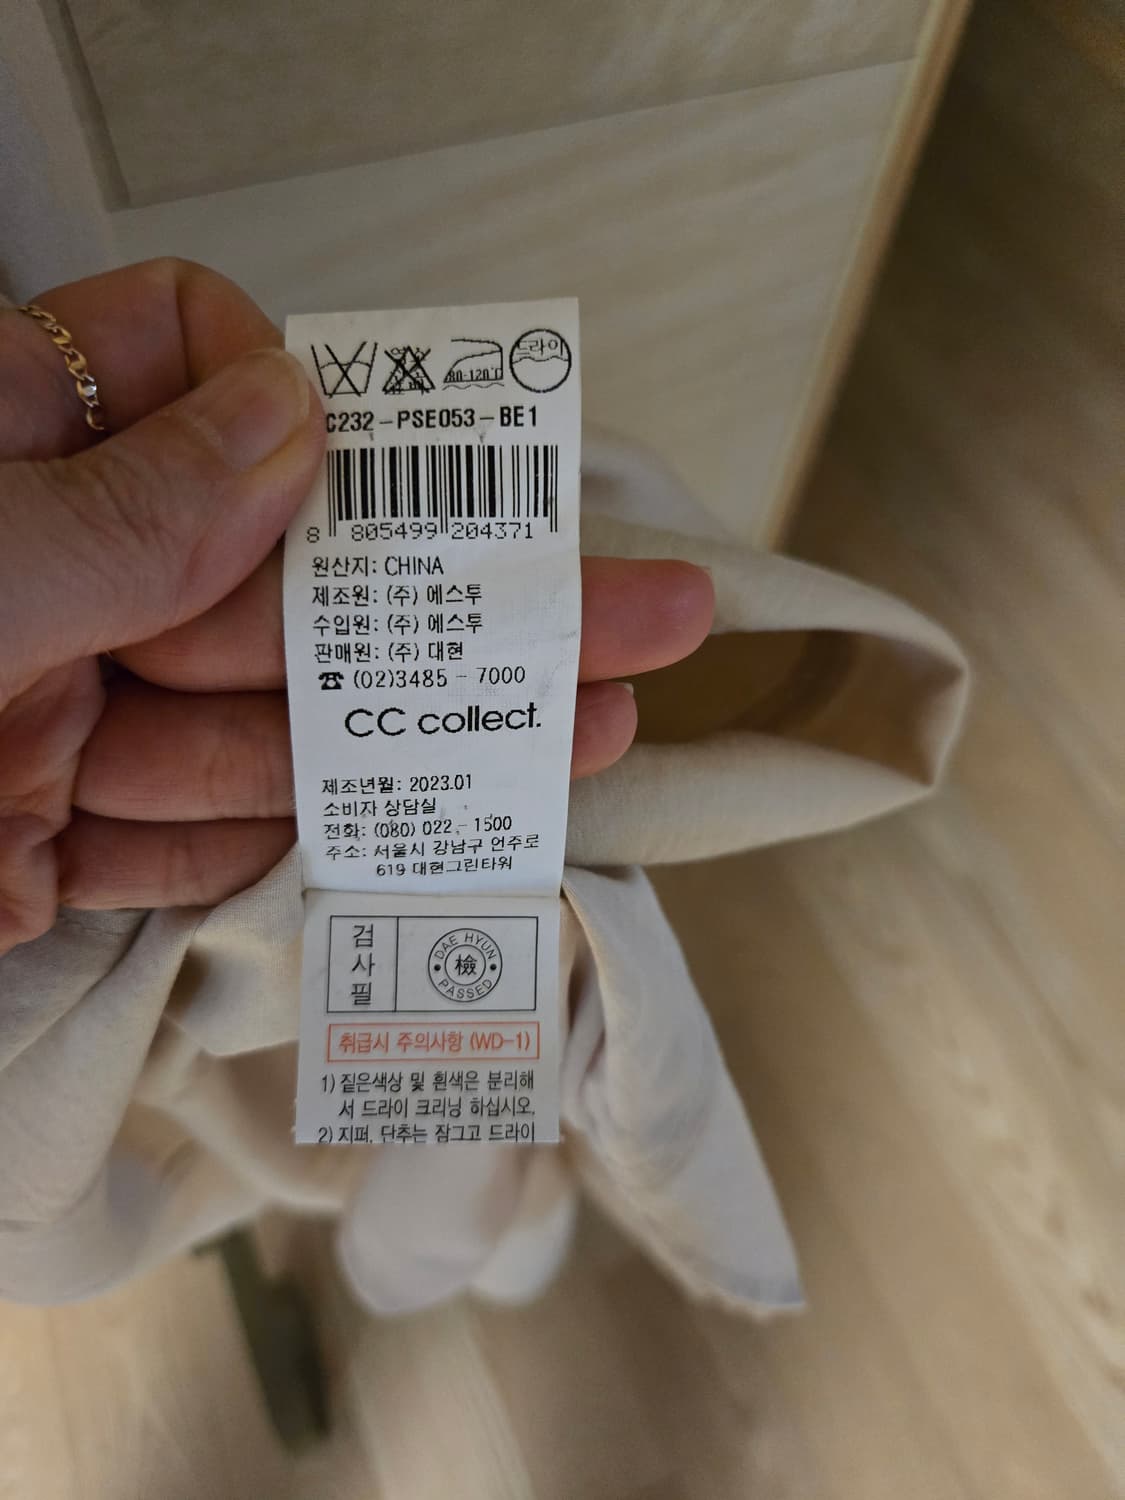 드라이
80-120℃
C232-PSE053-BE1
8 805499 204371
원산지: CHINA
제조원: (주) 에스투
수입원: (주) 에스투
판매원: (주) 대현
☎ (02)3485 - 7000
CC collect.
제조년월: 2023.01
소비자 상담실
전화: (080) 022 - 1500
주소: 서울시 강남구 언주로
619 대현그린타워
검사필
DAE HYUN
檢
PASSED
취급시 주의사항 (WD-1)
1) 짙은색상 및 흰색은 분리해
서 드라이 크리닝 하십시오.
2) 지퍼, 단추는 잠그고 드라이